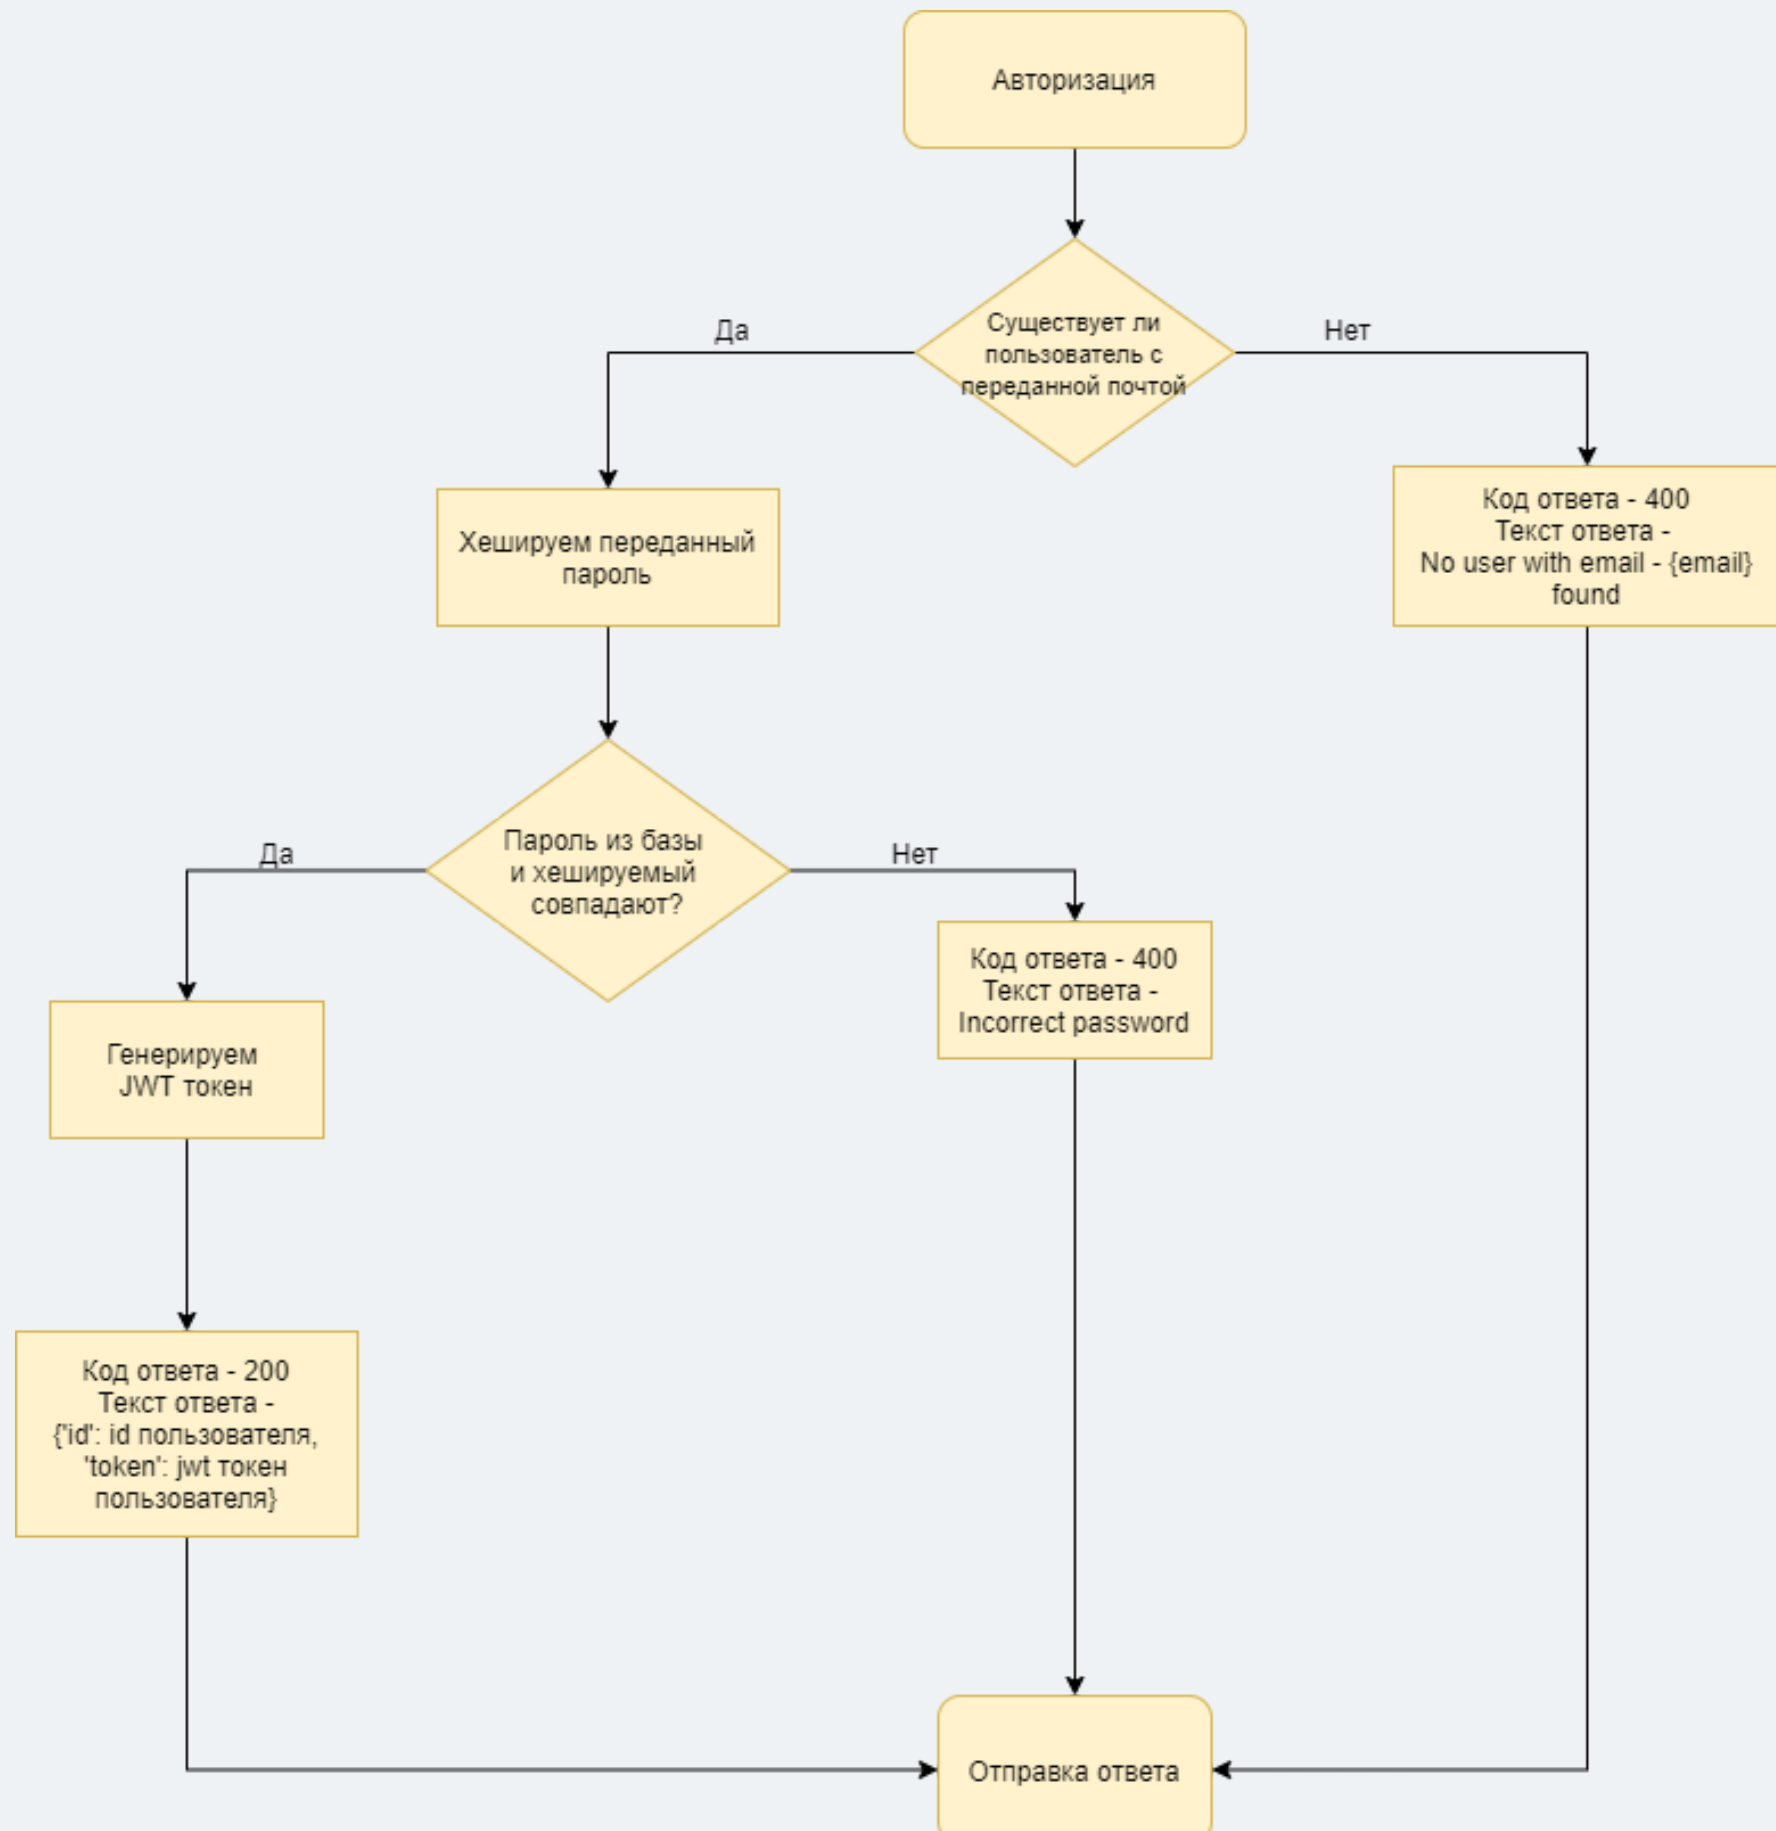 Авторизация
Да
Существует ли
пользователь с
переданной почтой
Нет
Хешируем переданный
пароль
Код ответа - 400
Текст ответа -
No user with email - {email}
found
Да
Пароль из базы
и хешируемый
совпадают?
Нет
Код ответа - 400
Текст ответа -
Incorrect password
Генерируем
JWT токен
Код ответа - 200
Текст ответа -
{'id': id пользователя,
'token': jwt токен
пользователя}
Отправка ответа